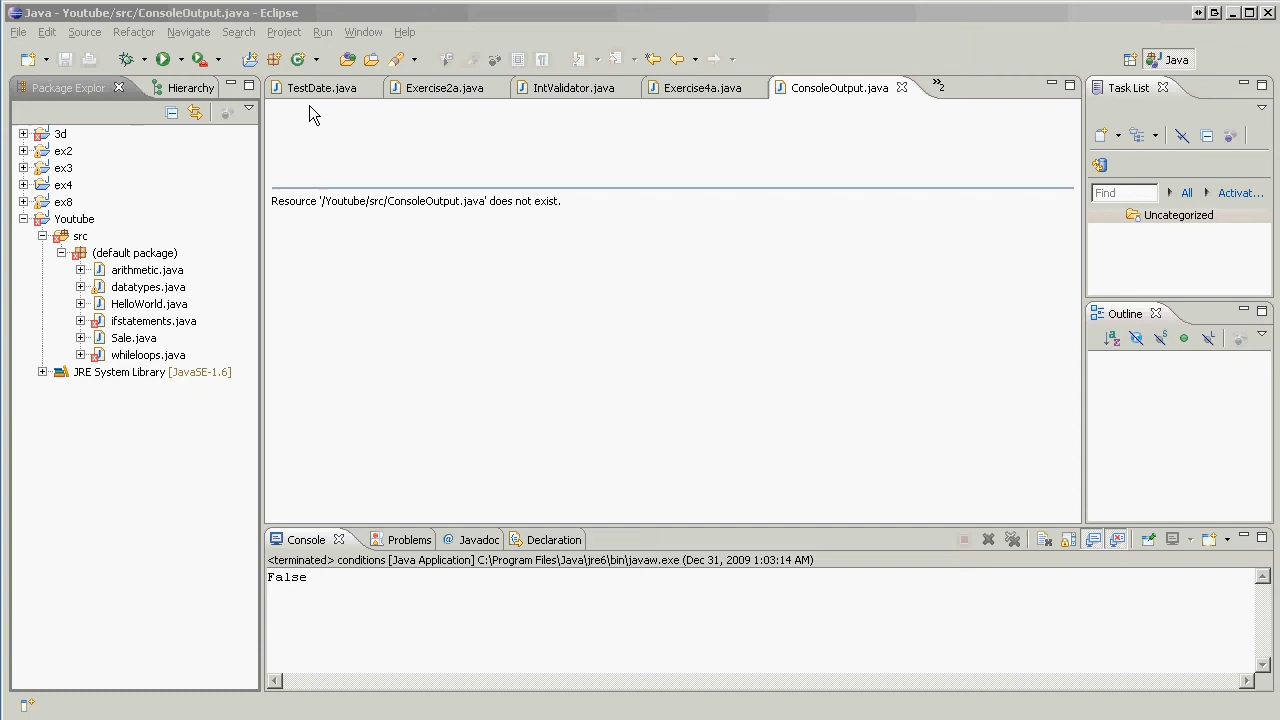 Java - Youtube/src/ConsoleOutput.java - Eclipse
File Edit Source Refactor Navigate Search Project Run Window Help
Java
Package Explor
Hierarchy
TestDate.java
Exercise2a.java
IntValidator.java
Exercise4a.java
ConsoleOutput.java
»2
Task List
3d
ex2
ex3
ex4
ex8
Youtube
src
(default package)
arithmetic.java
datatypes.java
HelloWorld.java
ifstatements.java
Sale.java
whileloops.java
JRE System Library [JavaSE-1.6]
Resource '/Youtube/src/ConsoleOutput.java' does not exist.
Find
All
Activat...
Uncategorized
Outline
Console
Problems
@ Javadoc
Declaration
<terminated> conditions [Java Application] C:\Program Files\Java\jre6\bin\javaw.exe (Dec 31, 2009 1:03:14 AM)
False